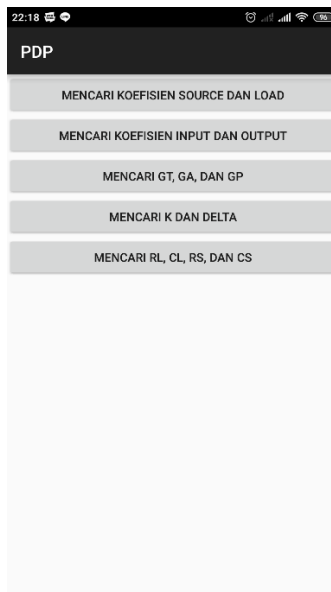 22:18
96
PDP
MENCARI KOEFISIEN SOURCE DAN LOAD
MENCARI KOEFISIEN INPUT DAN OUTPUT
MENCARI GT, GA, DAN GP
MENCARI K DAN DELTA
MENCARI RL, CL, RS, DAN CS